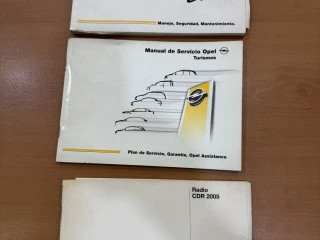 Manejo, Seguridad, Mantenimiento.
Manual de Servicio Opel
Turismos
Plan de Servicio, Garantía, Opel Assistance
Radio
CDR 2005